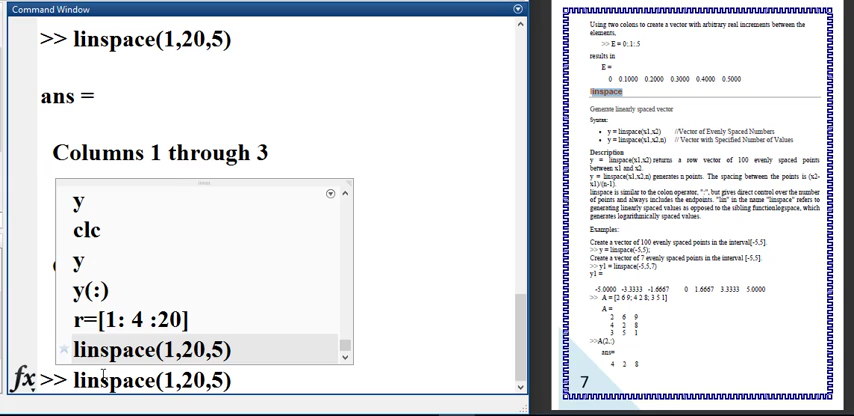 Command Window
>> linspace(1,20,5)
ans =
Columns 1 through 3
y
clc
y
y(:)
r=[1: 4 :20]
linspace(1,20,5)
fx >> linspace(1,20,5)
Using two colons to create a vector with arbitrary real increments between the
elements,
>> E = 0:.1:.5
results in
E =
0 0.1000 0.2000 0.3000 0.4000 0.5000
linspace
Generate linearly spaced vector
Syntax:
• y = linspace(x1,x2) //Vector of Evenly Spaced Numbers
• y = linspace(x1,x2,n) // Vector with Specified Number of Values
Description
y = linspace(x1,x2) returns a row vector of 100 evenly spaced points
between x1 and x2.
y = linspace(x1,x2,n) generates n points. The spacing between the points is (x2-
x1)/(n-1).
linspace is similar to the colon operator, ":", but gives direct control over the number
of points and always includes the endpoints. "lin" in the name "linspace" refers to
generating linearly spaced values as opposed to the sibling functionlogspace, which
generates logarithmically spaced values.
Examples:
Create a vector of 100 evenly spaced points in the interval[-5,5].
>> y = linspace(-5,5);
Create a vector of 7 evenly spaced points in the interval [-5,5].
>> y1 = linspace(-5,5,7)
y1 =
-5.0000 -3.3333 -1.6667 0 1.6667 3.3333 5.0000
>> A = [2 6 9; 4 2 8; 3 5 1]
A =
2 6 9
4 2 8
3 5 1
>>A(2,:)
ans=
4 2 8
7